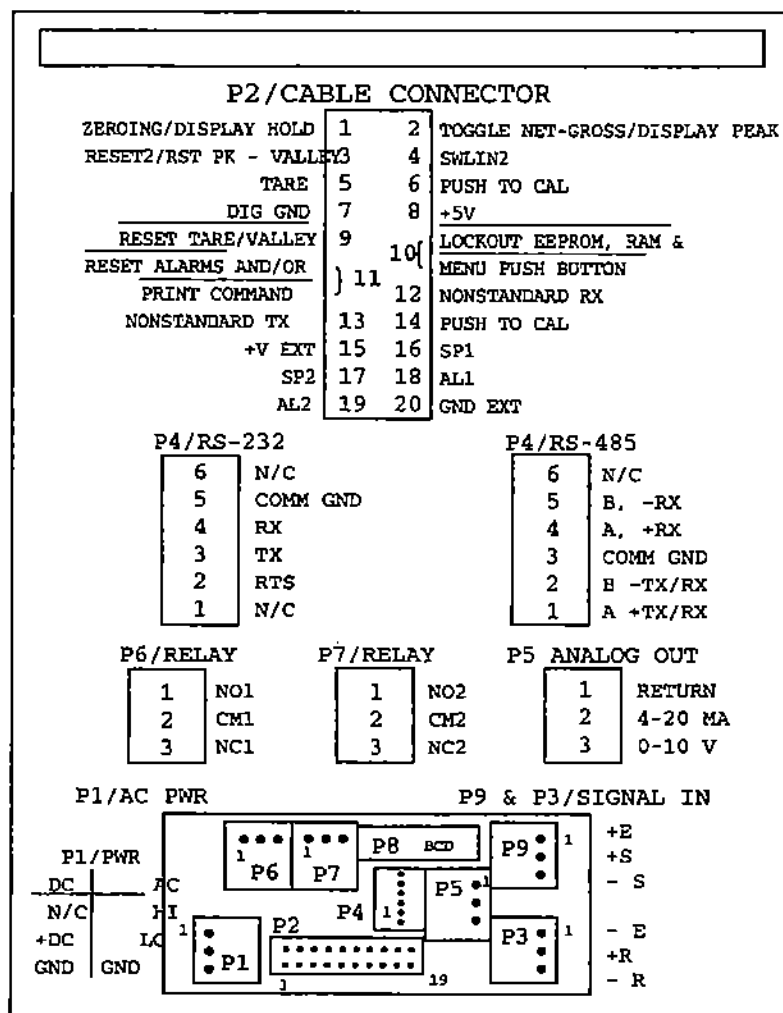 P2/CABLE CONNECTOR
ZEROING/DISPLAY HOLD 1 2 TOGGLE NET-GROSS/DISPLAY PEAK
RESET2/RST PK - VALLEY 3 4 SWLIN2
TARE 5 6 PUSH TO CAL
DIG GND 7 8 +5V
RESET TARE/VALLEY 9 10{ LOCKOUT EEPROM, RAM &
MENU PUSH BUTTON
RESET ALARMS AND/OR } 11
PRINT COMMAND
12 NONSTANDARD RX
NONSTANDARD TX 13 14 PUSH TO CAL
+V EXT 15 16 SP1
SP2 17 18 AL1
AL2 19 20 GND EXT
P4/RS-232
6 N/C
5 COMM GND
4 RX
3 TX
2 RTS
1 N/C
P4/RS-485
6 N/C
5 B, -RX
4 A, +RX
3 COMM GND
2 B -TX/RX
1 A +TX/RX
P6/RELAY
1 NO1
2 CM1
3 NC1
P7/RELAY
1 NO2
2 CM2
3 NC2
P5 ANALOG OUT
1 RETURN
2 4-20 MA
3 0-10 V
P1/AC PWR
P9 & P3/SIGNAL IN
P1/PWR
DC AC
N/C HI
+DC LO
GND GND
1 P6
1 P7
P8 BCD
P9 1
+E
+S
- S
P4 1
P5 1
1 P1
P2
1 19
P3 1
- E
+R
- R